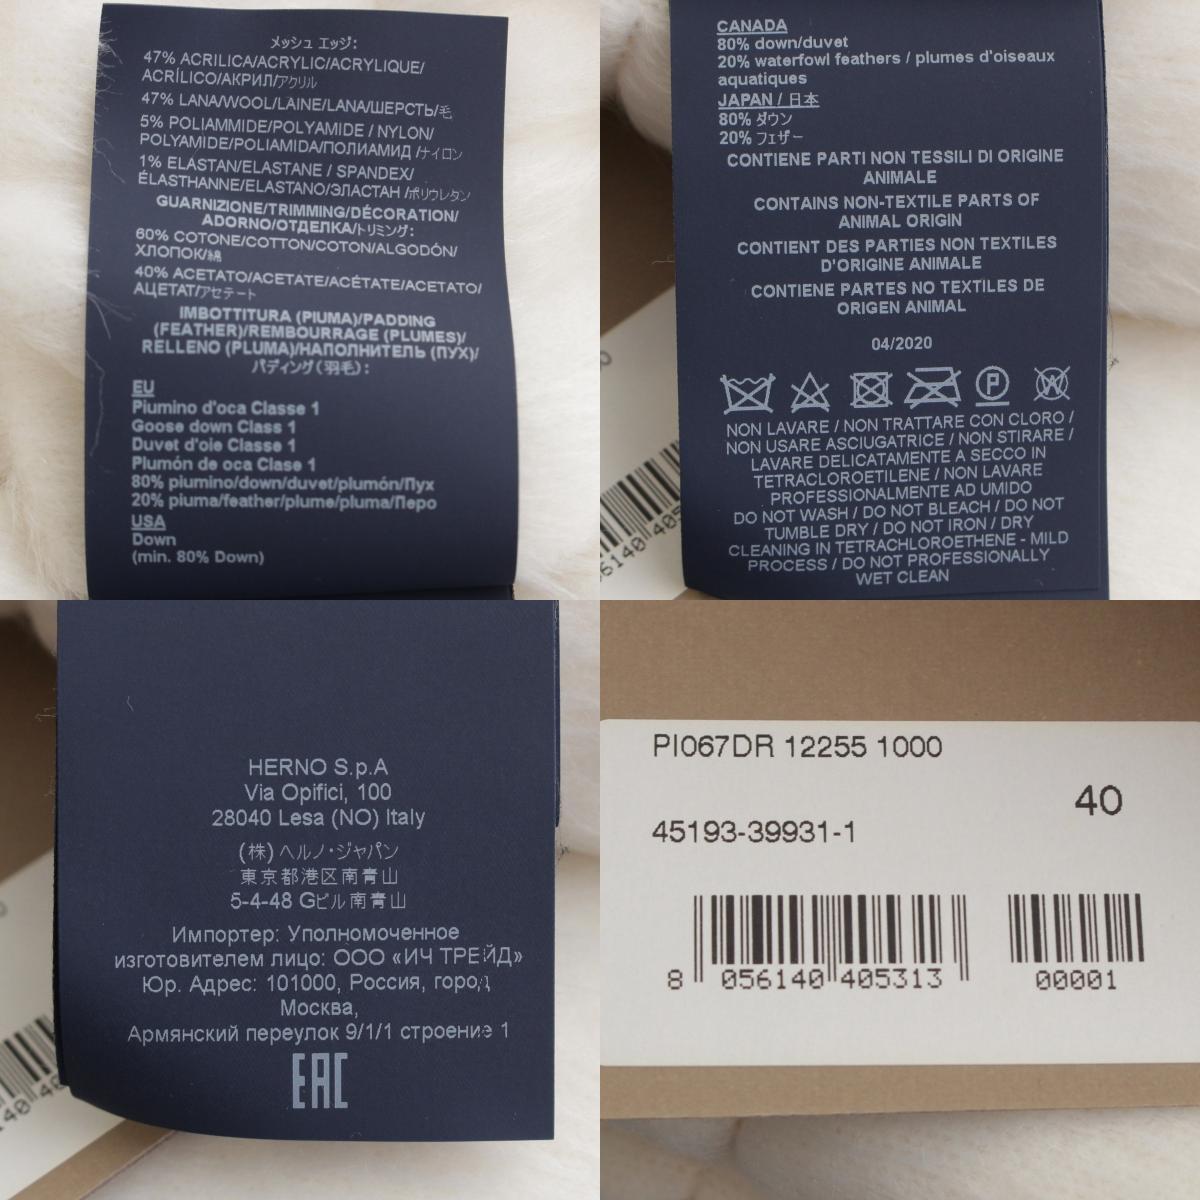 メッシュ エッジ:
47% ACRILICA/ACRYLIC/ACRYLIQUE/
ACRÍLICO/АКРИЛ/アクリル
47% LANA/WOOL/LAINE/LANA/ШЕРСТЬ/毛
5% POLIAMMIDE/POLYAMIDE / NYLON/
POLYAMIDE/POLIAMIDA/ПОЛИАМИД /ナイロン
1% ELASTAN/ELASTANE / SPANDEX/
ÉLASTHANNE/ELASTANO/ЭЛАСТАН /ポリウレタン
GUARNIZIONE/TRIMMING/DÉCORATION/
ADORNO/ОТДЕЛКА/トリミング:
60% COTONE/COTTON/COTON/ALGODÓN/
ХЛОПОК/綿
40% ACETATO/ACETATE/ACÉTATE/ACETATO/
АЦЕТАТ/アセテート
IMBOTTITURA (PIUMA)/PADDING
(FEATHER)/REMBOURRAGE (PLUMES)/
RELLENO (PLUMA)/НАПОЛНИТЕЛЬ (ПУХ)/
パディング(羽毛):
EU
Piumino d'oca Classe 1
Goose down Class 1
Duvet d'oie Classe 1
Plumón de oca Clase 1
80% piumino/down/duvet/plumón/Пух
20% piuma/feather/plume/pluma/Перо
USA
Down
(min. 80% Down)
CANADA
80% down/duvet
20% waterfowl feathers / plumes d'oiseaux
aquatiques
JAPAN / 日本
80% ダウン
20% フェザー
CONTIENE PARTI NON TESSILI DI ORIGINE
ANIMALE
CONTAINS NON-TEXTILE PARTS OF
ANIMAL ORIGIN
CONTIENT DES PARTIES NON TEXTILES
D'ORIGINE ANIMALE
CONTIENE PARTES NO TEXTILES DE
ORIGEN ANIMAL
04/2020
P
W
NON LAVARE / NON TRATTARE CON CLORO /
NON USARE ASCIUGATRICE / NON STIRARE /
LAVARE DELICATAMENTE A SECCO IN
TETRACLOROETILENE / NON LAVARE
PROFESSIONALMENTE AD UMIDO
DO NOT WASH / DO NOT BLEACH / DO NOT
TUMBLE DRY / DO NOT IRON / DRY
CLEANING IN TETRACHLOROETHENE - MILD
PROCESS / DO NOT PROFESSIONALLY
WET CLEAN
HERNO S.p.A
Via Opifici, 100
28040 Lesa (NO) Italy
(株) ヘルノ・ジャパン
東京都港区南青山
5-4-48 Gビル南青山
Импортер: Уполномоченное
изготовителем лицо: ООО «ИЧ ТРЕЙД»
Юр. Адрес: 101000, Россия, город
Москва,
Армянский переулок 9/1/1 строение 1
EAC
PI067DR 12255 1000
40
45193-39931-1
8 056140 405313 00001